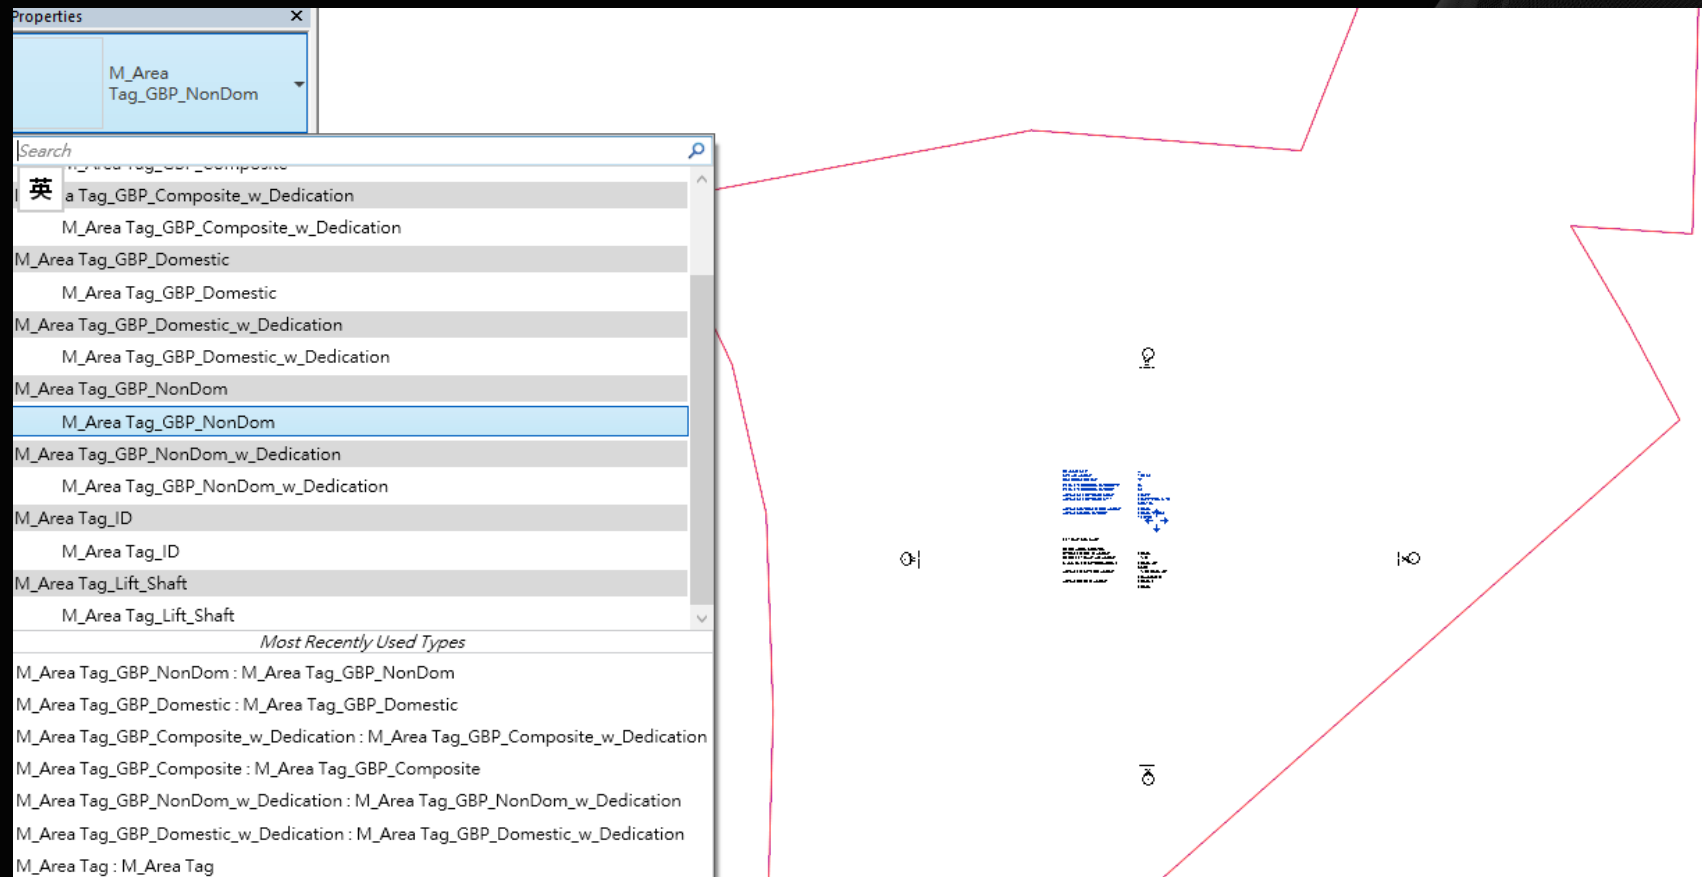 Properties
M_Area
Tag_GBP_NonDom
Search
英
a Tag_GBP_Composite_w_Dedication
M_Area Tag_GBP_Composite_w_Dedication
M_Area Tag_GBP_Domestic
M_Area Tag_GBP_Domestic
M_Area Tag_GBP_Domestic_w_Dedication
M_Area Tag_GBP_Domestic_w_Dedication
M_Area Tag_GBP_NonDom
M_Area Tag_GBP_NonDom
M_Area Tag_GBP_NonDom_w_Dedication
M_Area Tag_GBP_NonDom_w_Dedication
M_Area Tag_ID
M_Area Tag_ID
M_Area Tag_Lift_Shaft
M_Area Tag_Lift_Shaft
Most Recently Used Types
M_Area Tag_GBP_NonDom : M_Area Tag_GBP_NonDom
M_Area Tag_GBP_Domestic : M_Area Tag_GBP_Domestic
M_Area Tag_GBP_Composite_w_Dedication : M_Area Tag_GBP_Composite_w_Dedication
M_Area Tag_GBP_Composite : M_Area Tag_GBP_Composite
M_Area Tag_GBP_NonDom_w_Dedication : M_Area Tag_GBP_NonDom_w_Dedication
M_Area Tag_GBP_Domestic_w_Dedication : M_Area Tag_GBP_Domestic_w_Dedication
M_Area Tag : M_Area Tag